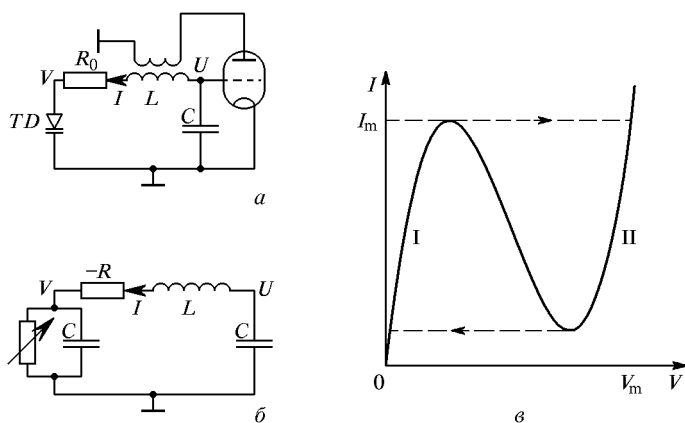 V R₀ I L U
TD C
а
V −R I L U
C C
б
I
Iₘ
I II
0 Vₘ V
в